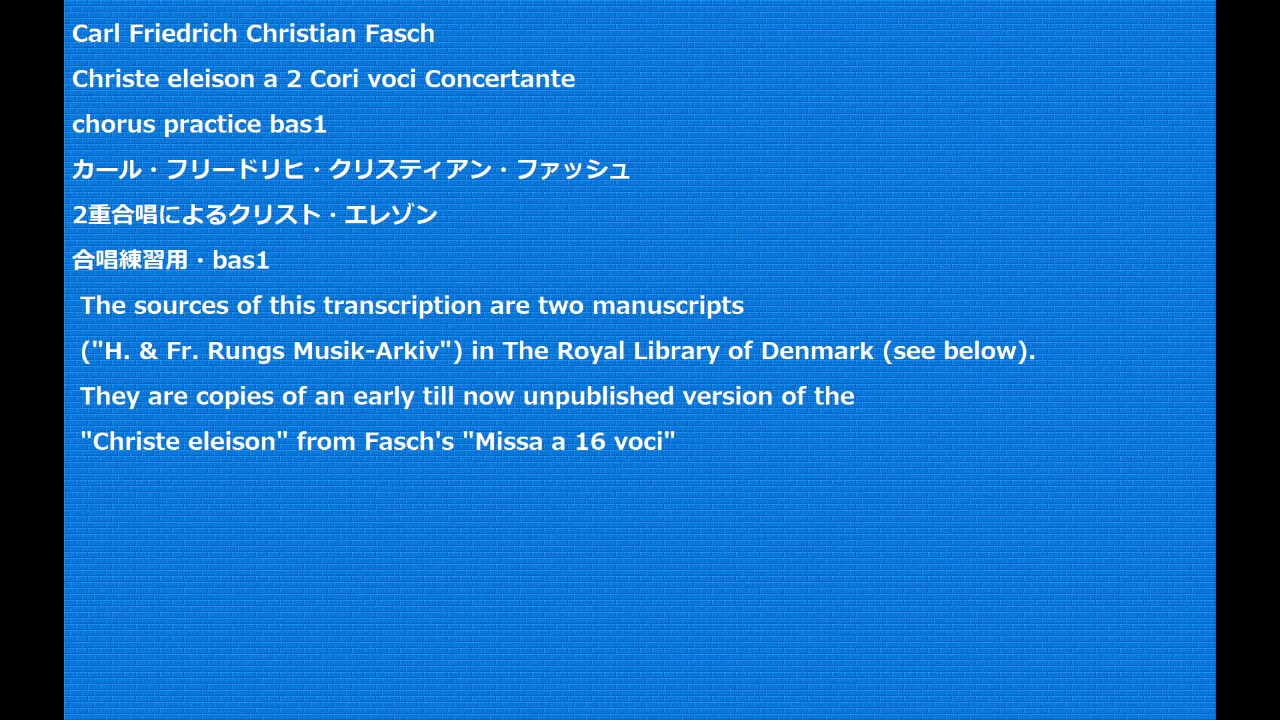 Carl Friedrich Christian Fasch
Christe eleison a 2 Cori voci Concertante
chorus practice bas1
カール・フリードリヒ・クリスティアン・ファッシュ
2重合唱によるクリスト・エレゾン
合唱練習用・bas1
The sources of this transcription are two manuscripts
("H. & Fr. Rungs Musik-Arkiv") in The Royal Library of Denmark (see below).
They are copies of an early till now unpublished version of the
"Christe eleison" from Fasch's "Missa a 16 voci"